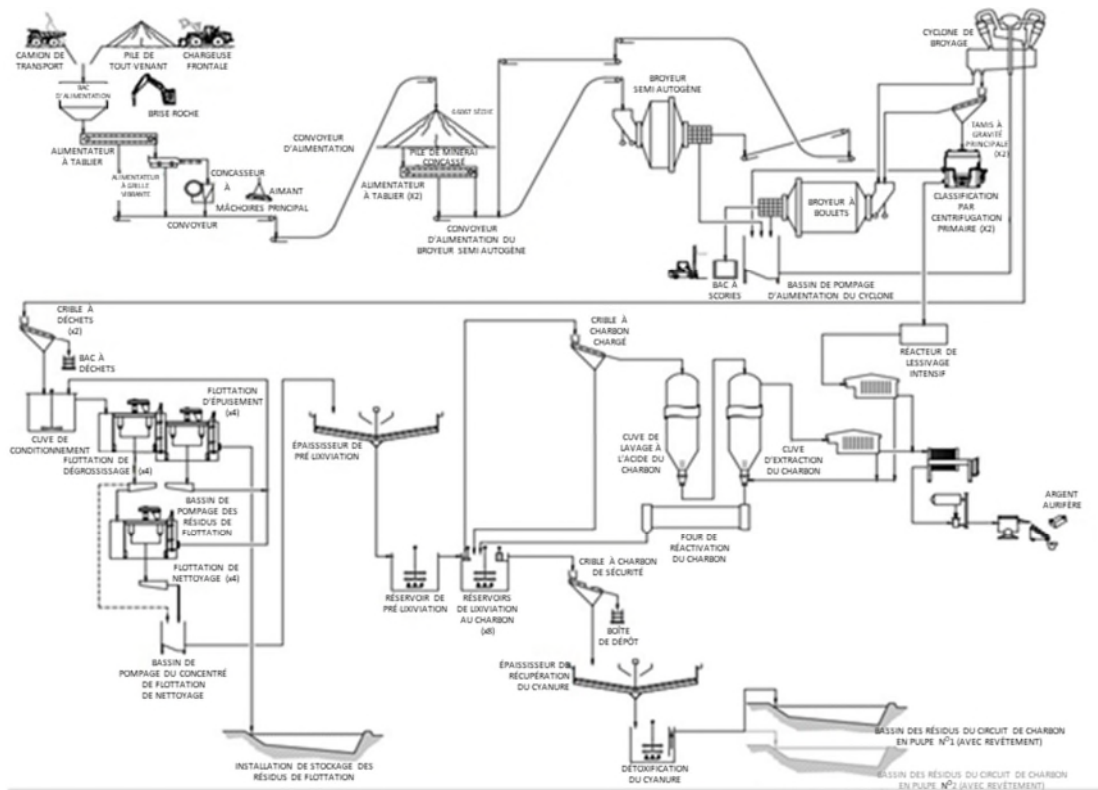 CAMION DE
TRANSPORT
PILE DE
TOUT-VENANT
CHARGEUSE
FRONTALE
BAC
D'ALIMENTATION
BRISE ROCHE
ALIMENTATEUR
À TABLIER
ALIMENTATEUR
À GRILLE
VIBRANTE
CONCASSEUR
À
MÂCHOIRES PRINCIPAL
AIMANT
CONVOYEUR
CONVOYEUR
D'ALIMENTATION
PILE DE MINERAI
CONCASSÉ
ALIMENTATEUR À
TABLIER (X2)
CONVOYEUR
D'ALIMENTATION DU
BROYEUR SEMI-AUTOGÈNE
BROYEUR
SEMI-AUTOGÈNE
CYCLONE DE
BROYAGE
TAMIS À
GRAVITÉ
PRINCIPALE
(X2)
BROYEUR À
BOULETS
CLASSIFICATION
PAR
CENTRIFUGATION
PRIMAIRE (X2)
BAC À
SCORIES
BASSIN DE POMPAGE
D'ALIMENTATION DU CYCLONE
CRIBLE À
DÉCHETS
(x2)
BAC À
DÉCHETS
CUVE DE
CONDITIONNEMENT
FLOTTATION
D'ÉPUISEMENT
(x4)
FLOTTATION DE
DÉGROSSISSAGE (x4)
BASSIN DE
POMPAGE DES
RÉSIDUS DE
FLOTTATION
FLOTTATION DE
NETTOYAGE (x4)
BASSIN DE
POMPAGE DU CONCENTRÉ
DE FLOTTATION
DE NETTOYAGE
INSTALLATION DE STOCKAGE DES
RÉSIDUS DE FLOTTATION
ÉPAISSISSEUR DE
PRÉ LIXIVIATION
RÉSERVOIR DE
PRÉ LIXIVIATION
RÉSERVOIRS
DE LIXIVIATION
AU CHARBON
(x8)
CRIBLE À
CHARBON
CHARGÉ
CUVE DE
LAVAGE À
L'ACIDE DU
CHARBON
CUVE
D'EXTRACTION
DU CHARBON
FOUR DE
RÉACTIVATION
DU CHARBON
RÉACTEUR DE
LESSIVAGE
INTENSIF
ARGENT
AURIFÈRE
CRIBLE À CHARBON
DE SÉCURITÉ
BOÎTE
DE DÉPÔT
ÉPAISSISSEUR DE
RÉCUPÉRATION
DU CYANURE
DÉTOXIFICATION
DU CYANURE
BASSIN DES RÉSIDUS DU CIRCUIT DE CHARBON
EN PULPE N°1 (AVEC REVÊTEMENT)
BASSIN DES RÉSIDUS DU CIRCUIT DE CHARBON
EN PULPE N°2 (AVEC REVÊTEMENT)